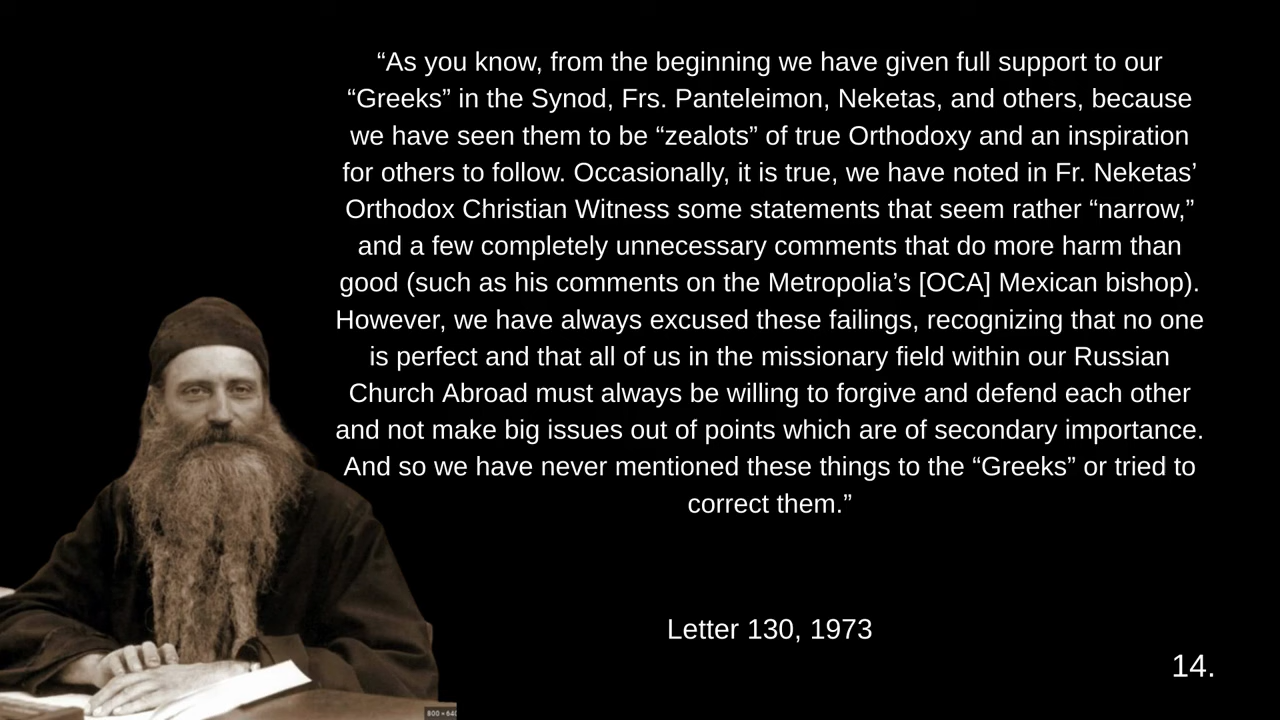 “As you know, from the beginning we have given full support to our
“Greeks” in the Synod, Frs. Panteleimon, Neketas, and others, because
we have seen them to be “zealots” of true Orthodoxy and an inspiration
for others to follow. Occasionally, it is true, we have noted in Fr. Neketas’
Orthodox Christian Witness some statements that seem rather “narrow,”
and a few completely unnecessary comments that do more harm than
good (such as his comments on the Metropolia’s [OCA] Mexican bishop).
However, we have always excused these failings, recognizing that no one
is perfect and that all of us in the missionary field within our Russian
Church Abroad must always be willing to forgive and defend each other
and not make big issues out of points which are of secondary importance.
And so we have never mentioned these things to the “Greeks” or tried to
correct them.”
Letter 130, 1973
14.
800 × 640